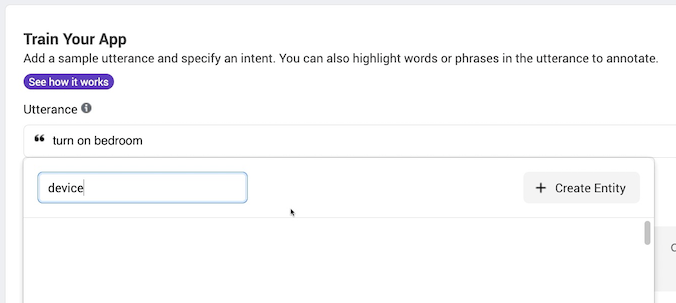 Train Your App
Add a sample utterance and specify an intent. You can also highlight words or phrases in the utterance to annotate.
See how it works
Utterance
❝ turn on bedroom
device
+ Create Entity